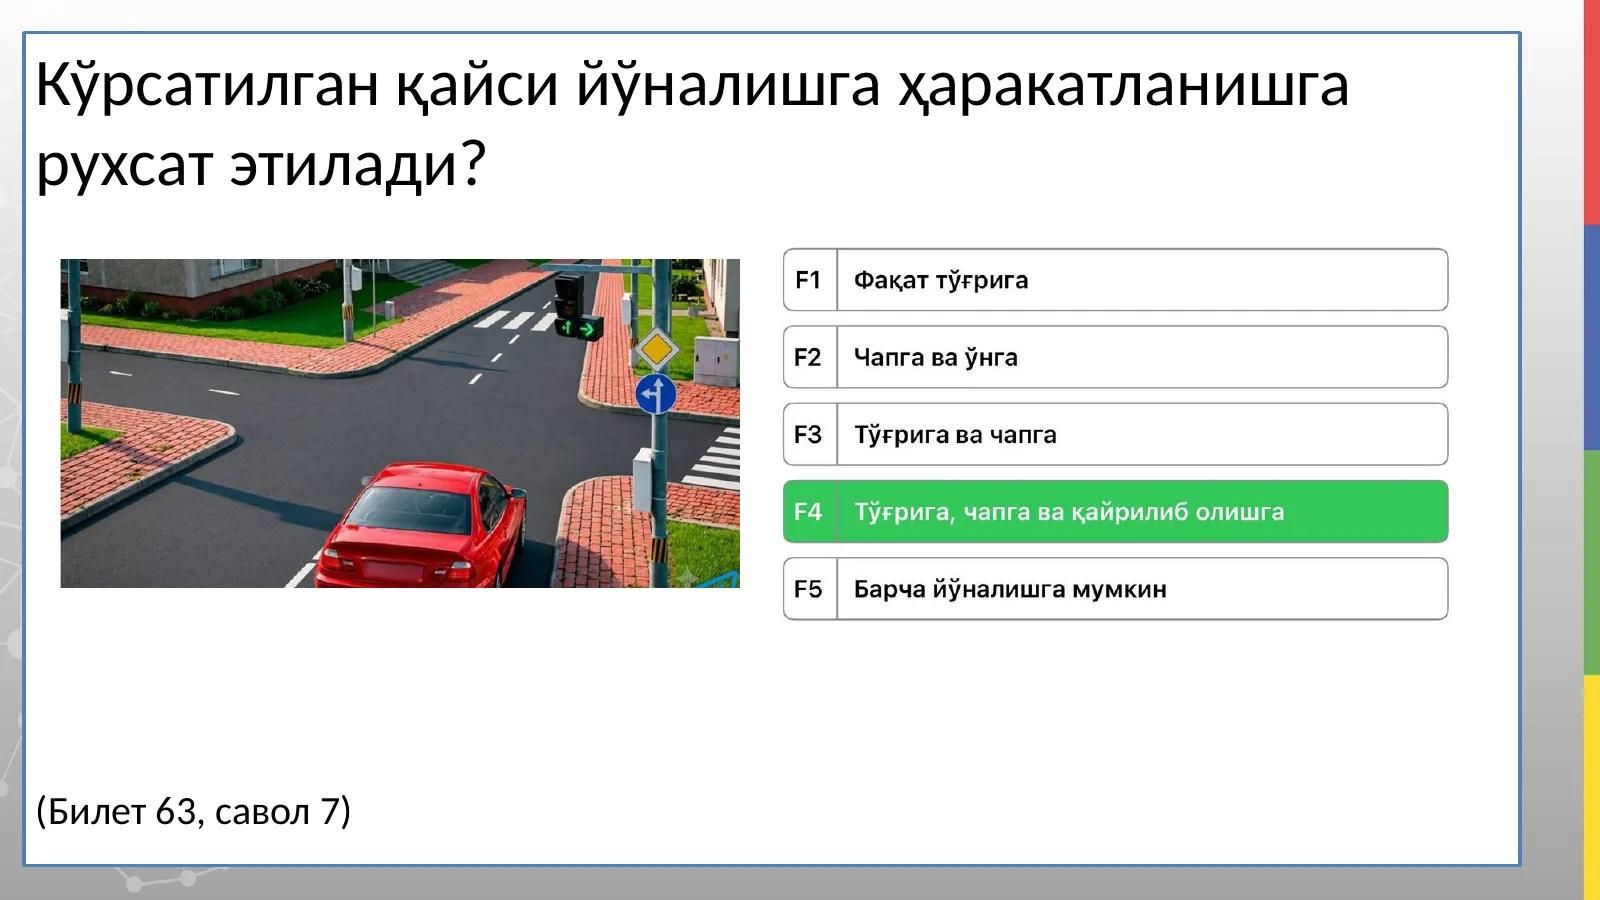 Кўрсатилган қайси йўналишга ҳаракатланишга
рухсат этилади?
F1 Фақат тўғрига
F2 Чапга ва ўнга
F3 Тўғрига ва чапга
F4 Тўғрига, чапга ва қайрилиб олишга
F5 Барча йўналишга мумкин
(Билет 63, савол 7)